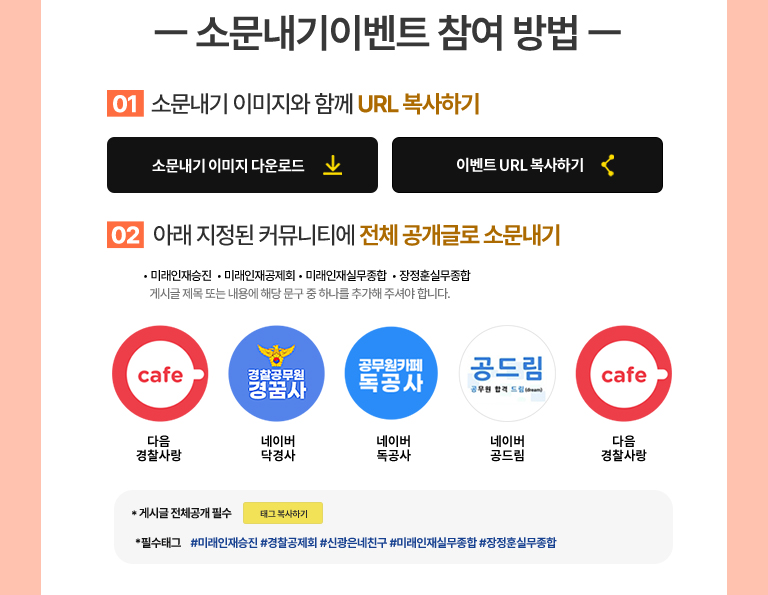 — 소문내기이벤트 참여 방법 —
01 소문내기 이미지와 함께 URL 복사하기
소문내기 이미지 다운로드
이벤트 URL 복사하기
02 아래 지정된 커뮤니티에 전체 공개글로 소문내기
• 미래인재승진 • 미래인재공제회 • 미래인재실무종합 • 장정훈실무종합
게시글 제목 또는 내용에 해당 문구 중 하나를 추가해 주셔야 합니다.
cafe
경찰공무원
경꿈사
공무원카페
독공사
공드림
공무원 합격 드림(dream)
cafe
다음
경찰사랑
네이버
닥경사
네이버
독공사
네이버
공드림
다음
경찰사랑
* 게시글 전체공개 필수
태그 복사하기
*필수태그 #미래인재승진 #경찰공제회 #신광은네친구 #미래인재실무종합 #장정훈실무종합